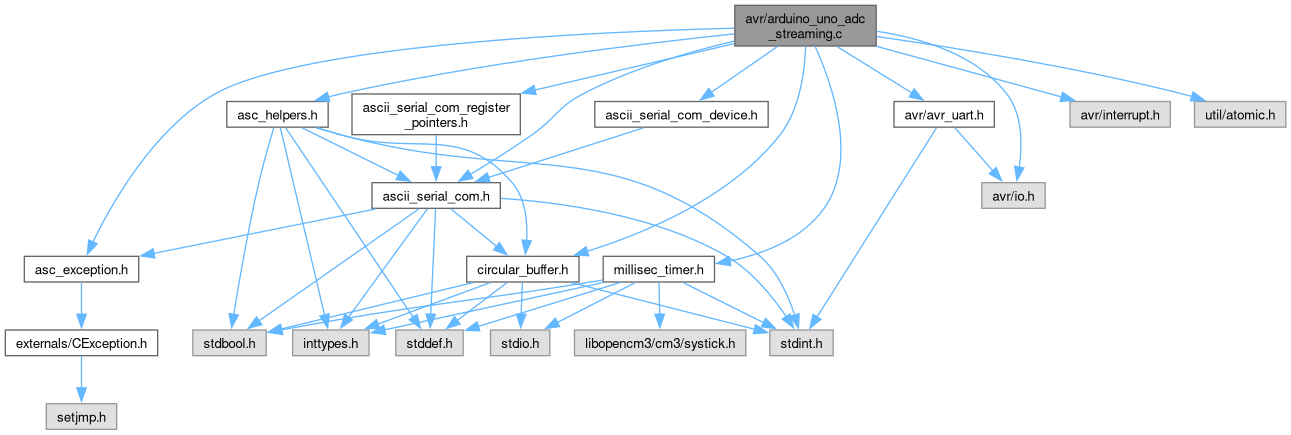 avr/arduino_uno_adc
_streaming.c
asc_helpers.h
ascii_serial_com_register
_pointers.h
ascii_serial_com_device.h
avr/avr_uart.h
avr/interrupt.h
util/atomic.h
ascii_serial_com.h
avr/io.h
asc_exception.h
circular_buffer.h
millisec_timer.h
externals/CException.h
stdbool.h
inttypes.h
stddef.h
stdio.h
libopencm3/cm3/systick.h
stdint.h
setjmp.h